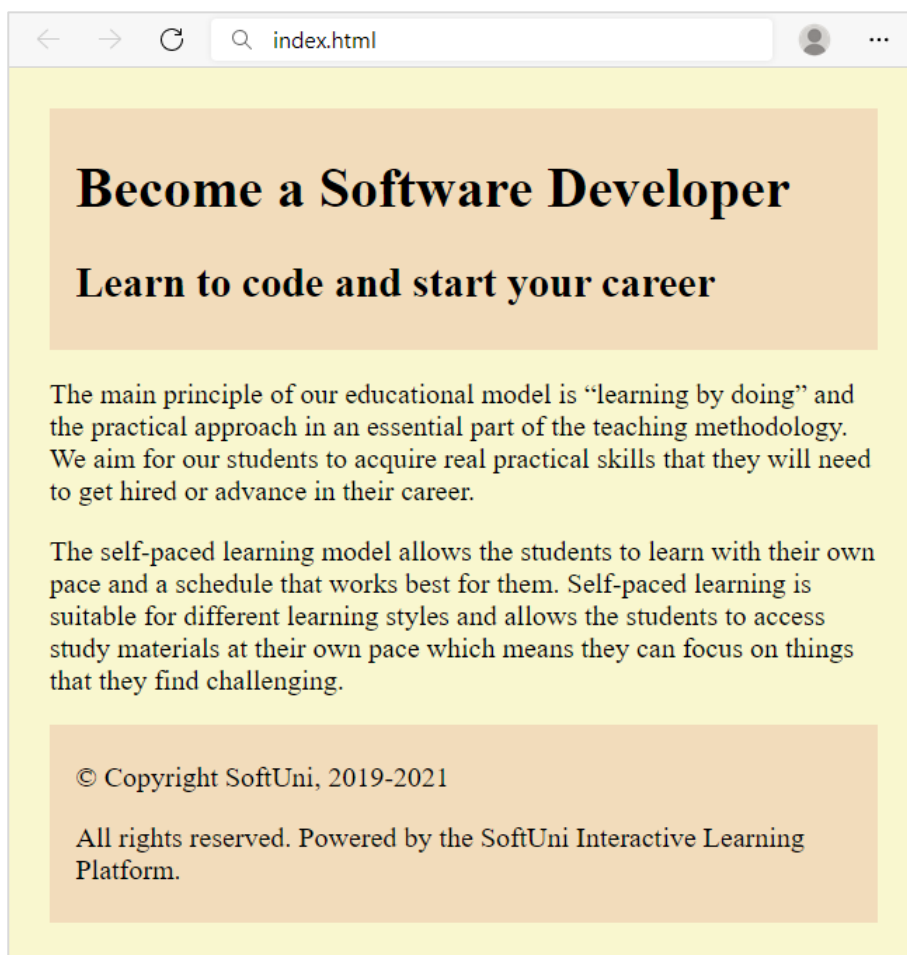 index.html
Become a Software Developer
Learn to code and start your career
The main principle of our educational model is “learning by doing” and
the practical approach in an essential part of the teaching methodology.
We aim for our students to acquire real practical skills that they will need
to get hired or advance in their career.
The self-paced learning model allows the students to learn with their own
pace and a schedule that works best for them. Self-paced learning is
suitable for different learning styles and allows the students to access
study materials at their own pace which means they can focus on things
that they find challenging.
© Copyright SoftUni, 2019-2021
All rights reserved. Powered by the SoftUni Interactive Learning
Platform.